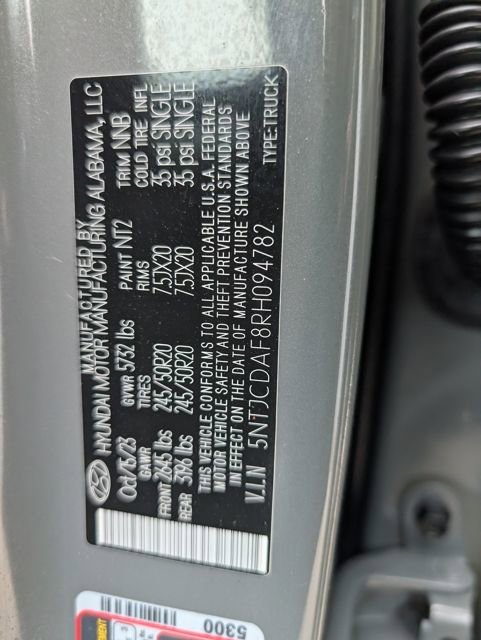 MANUFACTURED BY
HYUNDAI MOTOR MANUFACTURING ALABAMA, LLC
Oct/16/23 GVWR 5732 lbs PAINT NT2 TRIM NNB
GAWR TIRES RIMS COLD TIRE INFL
FRONT 2645 lbs 245/50R20 7.5JX20 35 psi SINGLE
REAR 3196 lbs 245/50R20 7.5JX20 35 psi SINGLE
THIS VEHICLE CONFORMS TO ALL APPLICABLE U.S.A. FEDERAL
MOTOR VEHICLE SAFETY AND THEFT PREVENTION STANDARDS
IN EFFECT ON THE DATE OF MANUFACTURE SHOWN ABOVE
V.I.N 5NTJCDAF8RH094782 TYPE:TRUCK
5300